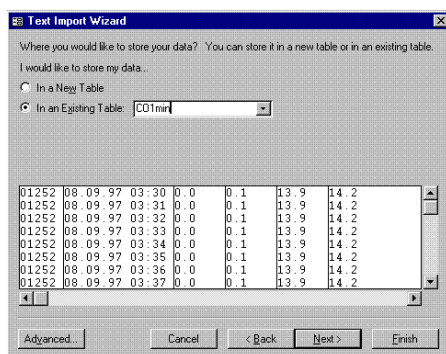 Text Import Wizard
Where you would like to store your data? You can store it in a new table or in an existing table.
I would like to store my data...
In a New Table
In an Existing Table: CO1min
01252 08.09.97 03:30 0.0 0.1 13.9 14.2
01252 08.09.97 03:31 0.0 0.1 13.9 14.2
01252 08.09.97 03:32 0.0 0.1 13.9 14.2
01252 08.09.97 03:33 0.0 0.1 13.9 14.2
01252 08.09.97 03:34 0.0 0.1 13.9 14.2
01252 08.09.97 03:35 0.0 0.1 13.9 14.2
01252 08.09.97 03:36 0.0 0.1 13.9 14.2
01252 08.09.97 03:37 0.0 0.1 13.9 14.2
Advanced... Cancel < Back Next > Finish